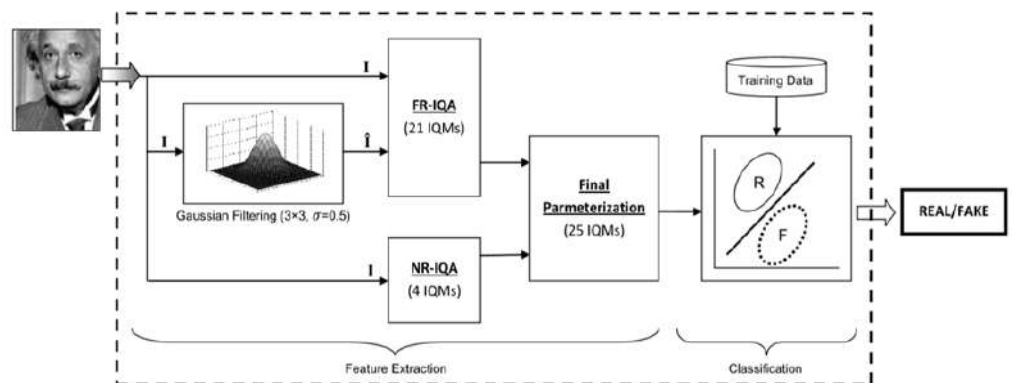 I
FR-IQA
(21 IQMs)
I
Î
Gaussian Filtering (3×3, σ=0.5)
I
NR-IQA
(4 IQMs)
Final
Parmeterization
(25 IQMs)
Training Data
R
F
REAL/FAKE
Feature Extraction
Classification